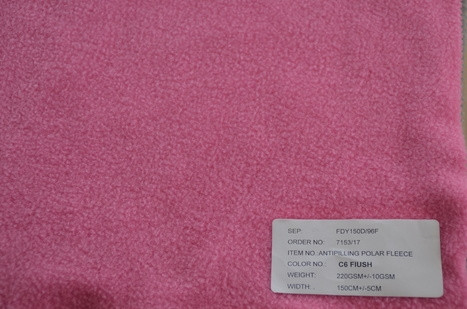 SEP: FDY150D/96F
ORDER NO: 7153/17
ITEM NO: ANTIPILLING POLAR FLEECE
COLOR NO.: C6 FIUSH
WEIGHT: 220GSM+/-10GSM
WIDTH : 150CM+/-5CM